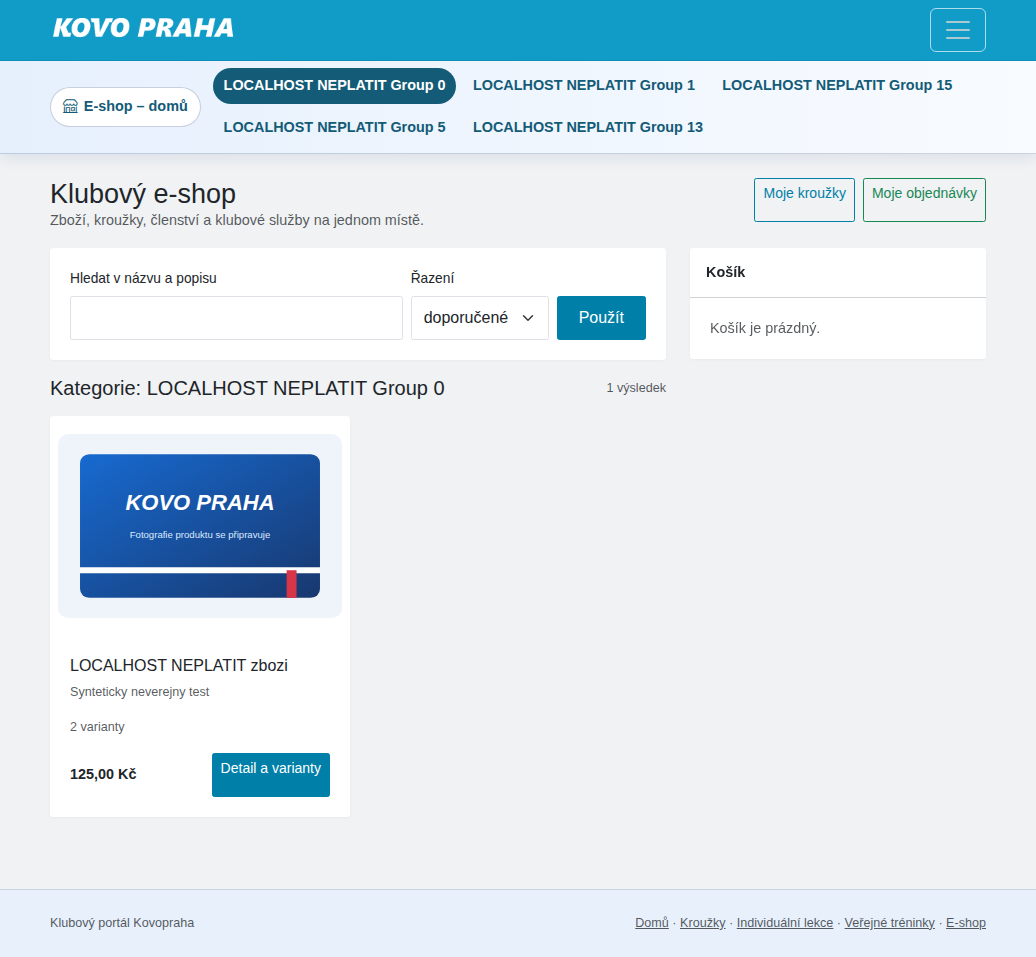 KOVO PRAHA
E-shop – domů
LOCALHOST NEPLATIT Group 0
LOCALHOST NEPLATIT Group 1
LOCALHOST NEPLATIT Group 15
LOCALHOST NEPLATIT Group 5
LOCALHOST NEPLATIT Group 13
Klubový e-shop
Zboží, kroužky, členství a klubové služby na jednom místě.
Moje kroužky
Moje objednávky
Hledat v názvu a popisu
Řazení
doporučené
Použít
Košík
Košík je prázdný.
Kategorie: LOCALHOST NEPLATIT Group 0
1 výsledek
KOVO PRAHA
Fotografie produktu se připravuje
LOCALHOST NEPLATIT zbozi
Synteticky neverejny test
2 varianty
125,00 Kč
Detail a varianty
Klubový portál Kovopraha
Domů · Kroužky · Individuální lekce · Veřejné tréninky · E-shop